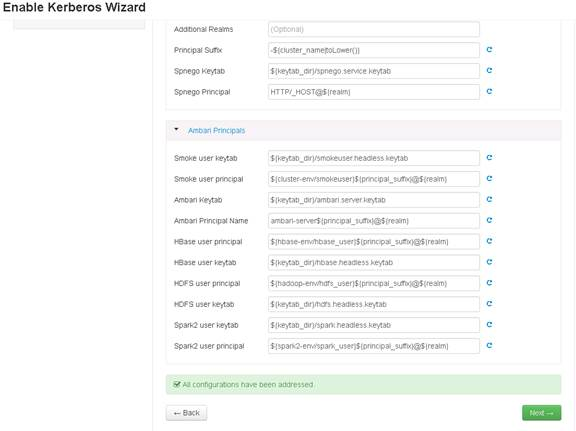 Enable Kerberos Wizard
Additional Realms (Optional)
Principal Suffix -${cluster_name|toLower()}
Spnego Keytab ${keytab_dir}/spnego.service.keytab
Spnego Principal HTTP/_HOST@${realm}
Ambari Principals
Smoke user keytab ${keytab_dir}/smokeuser.headless.keytab
Smoke user principal ${cluster-env/smokeuser}${principal_suffix}@${realm}
Ambari Keytab ${keytab_dir}/ambari.server.keytab
Ambari Principal Name ambari-server${principal_suffix}@${realm}
HBase user principal ${hbase-env/hbase_user}${principal_suffix}@${realm}
HBase user keytab ${keytab_dir}/hbase.headless.keytab
HDFS user principal ${hadoop-env/hdfs_user}${principal_suffix}@${realm}
HDFS user keytab ${keytab_dir}/hdfs.headless.keytab
Spark2 user keytab ${keytab_dir}/spark.headless.keytab
Spark2 user principal ${spark2-env/spark_user}${principal_suffix}@${realm}
All configurations have been addressed.
← Back Next →